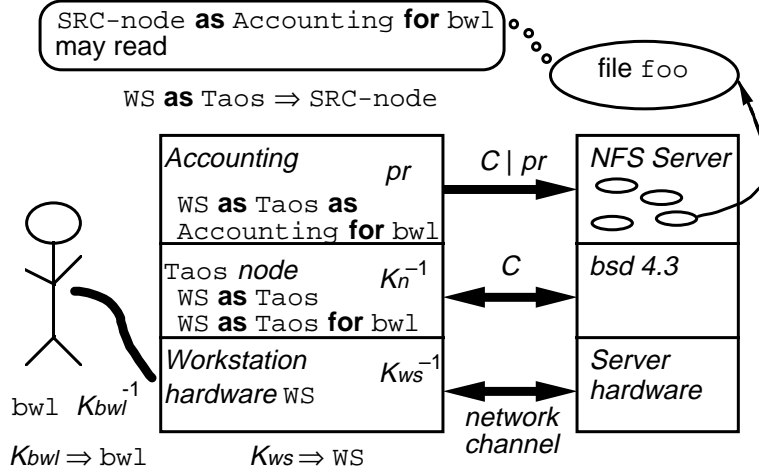 SRC-node as Accounting for bwl
may read
file foo
WS as Taos ⇒ SRC-node
Accounting
pr
WS as Taos as
Accounting for bwl
C | pr
NFS Server
Taos node
Kn⁻¹
WS as Taos
WS as Taos for bwl
C
bsd 4.3
Workstation
hardware WS
Kws⁻¹
network
channel
Server
hardware
bwl Kbwl⁻¹
Kbwl ⇒ bwl
Kws ⇒ WS